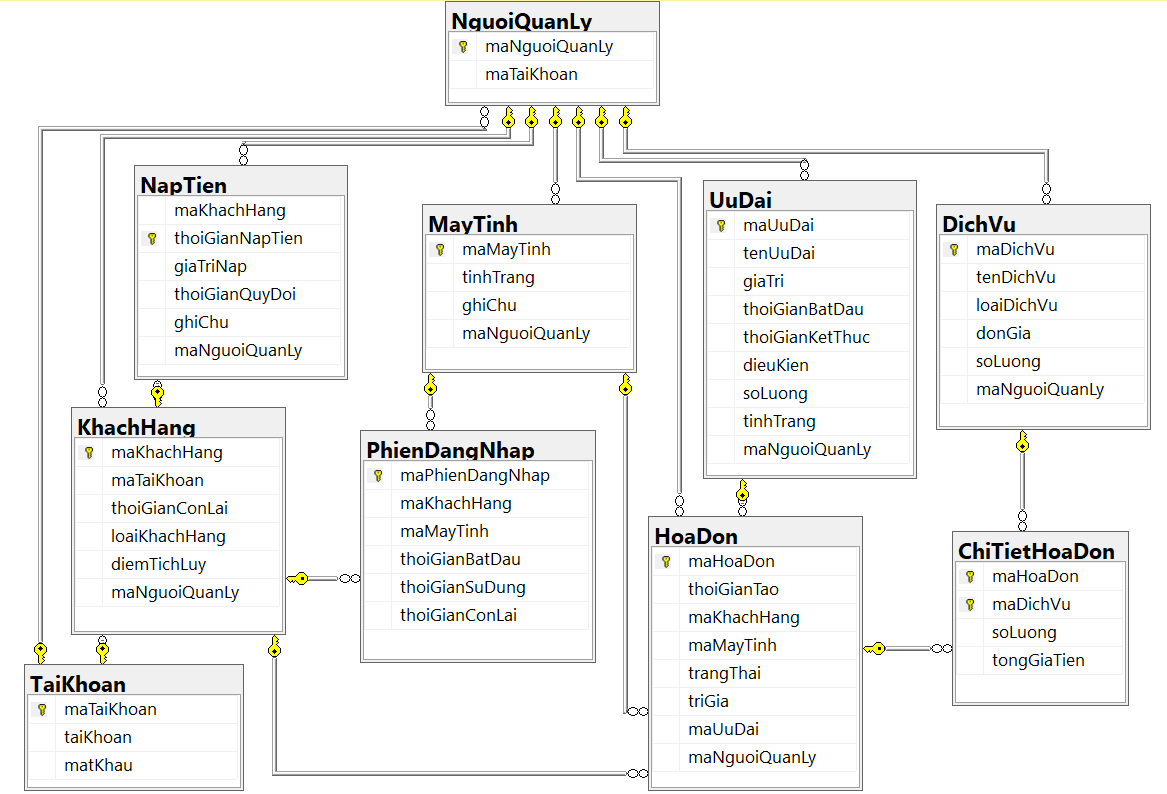 NguoiQuanLy
maNguoiQuanLy
maTaiKhoan
NapTien
maKhachHang
thoiGianNapTien
giaTriNap
thoiGianQuyDoi
ghiChu
maNguoiQuanLy
MayTinh
maMayTinh
tinhTrang
ghiChu
maNguoiQuanLy
UuDai
maUuDai
tenUuDai
giaTri
thoiGianBatDau
thoiGianKetThuc
dieuKien
soLuong
tinhTrang
maNguoiQuanLy
DichVu
maDichVu
tenDichVu
loaiDichVu
donGia
soLuong
maNguoiQuanLy
KhachHang
maKhachHang
maTaiKhoan
thoiGianConLai
loaiKhachHang
diemTichLuy
maNguoiQuanLy
PhienDangNhap
maPhienDangNhap
maKhachHang
maMayTinh
thoiGianBatDau
thoiGianSuDung
thoiGianConLai
HoaDon
maHoaDon
thoiGianTao
maKhachHang
maMayTinh
trangThai
triGia
maUuDai
maNguoiQuanLy
ChiTietHoaDon
maHoaDon
maDichVu
soLuong
tongGiaTien
TaiKhoan
maTaiKhoan
taiKhoan
matKhau